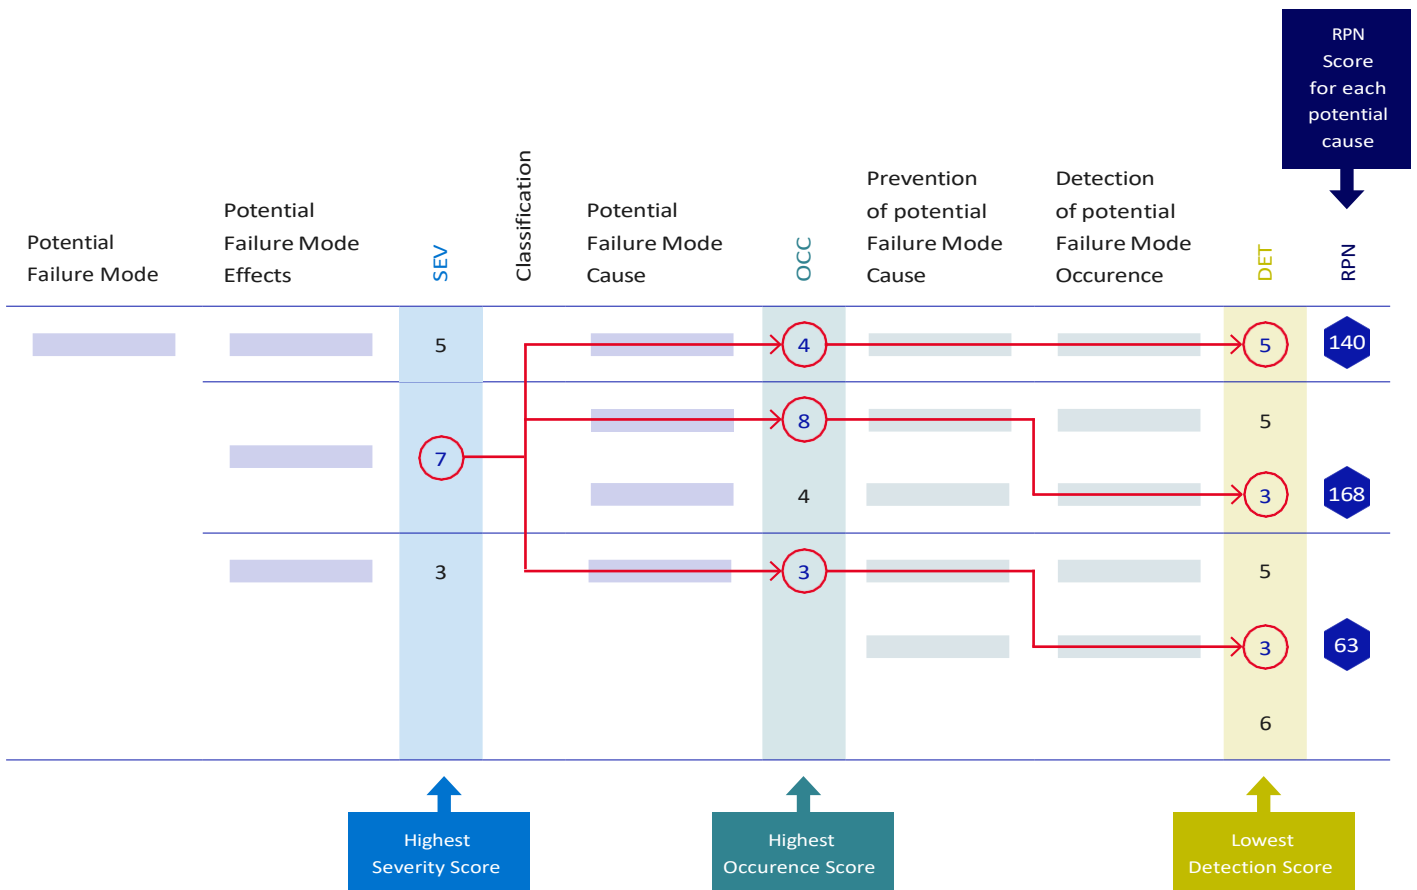 RPN
Score
for each
potential
cause
Potential
Failure Mode
Potential
Failure Mode
Effects
SEV
Classification
Potential
Failure Mode
Cause
OCC
Prevention
of potential
Failure Mode
Cause
Detection
of potential
Failure Mode
Occurence
DET
RPN
5
4
5
140
8
5
7
4
3
168
3
3
5
3
63
6
Highest
Severity Score
Highest
Occurence Score
Lowest
Detection Score